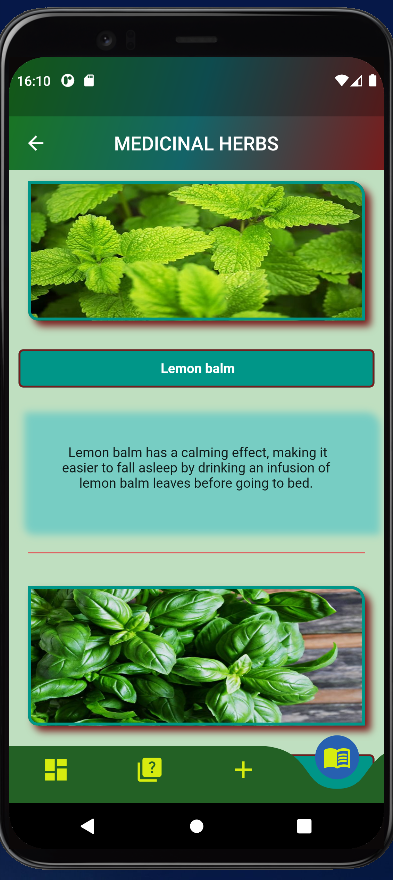 16:10
MEDICINAL HERBS
Lemon balm
Lemon balm has a calming effect, making it
easier to fall asleep by drinking an infusion of
lemon balm leaves before going to bed.
?